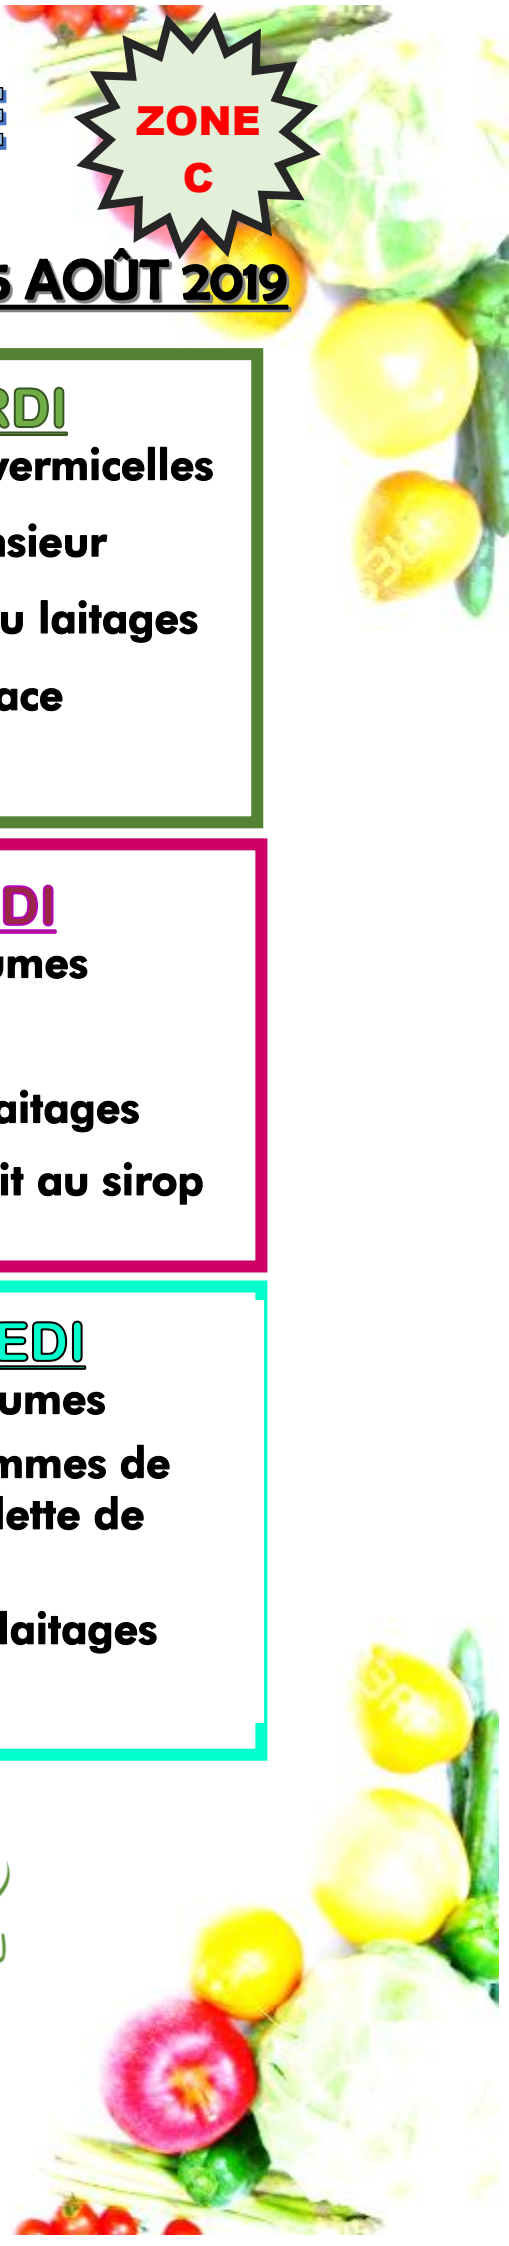 E
ZONE
C
5 AOÛT 2019
RDI
vermicelles
nsieur
u laitages
ace
DI
umes
aitages
it au sirop
EDI
umes
mmes de
lette de
laitages